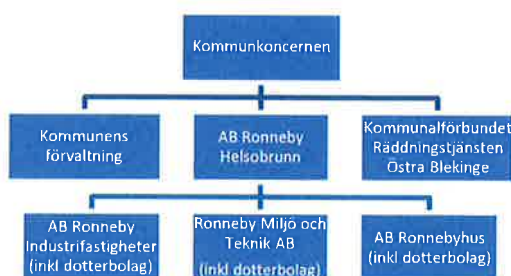 Kommunkoncernen
Kommunens
förvaltning
AB Ronneby
Helsobrunn
Kommunalförbundet
Räddningstjänsten
Östra Blekinge
AB Ronneby
Industrifastigheter
(inkl dotterbolag)
Ronneby Miljö och
Teknik AB
(inkl dotterbolag)
AB Ronnebyhus
(inkl dotterbolag)